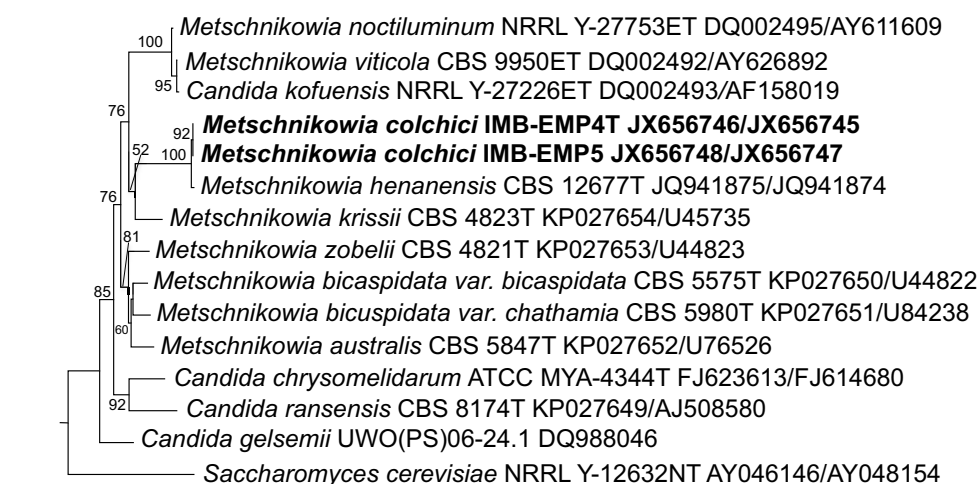 Metschnikowia noctiluminum NRRL Y-27753ET DQ002495/AY611609
100
Metschnikowia viticola CBS 9950ET DQ002492/AY626892
95
Candida kofuensis NRRL Y-27226ET DQ002493/AF158019
76
Metschnikowia colchici IMB-EMP4T JX656746/JX656745
92
52
Metschnikowia colchici IMB-EMP5 JX656748/JX656747
100
Metschnikowia henanensis CBS 12677T JQ941875/JQ941874
76
Metschnikowia krissii CBS 4823T KP027654/U45735
81
Metschnikowia zobelii CBS 4821T KP027653/U44823
Metschnikowia bicaspidata var. bicaspidata CBS 5575T KP027650/U44822
85
Metschnikowia bicuspidata var. chathamia CBS 5980T KP027651/U84238
60
Metschnikowia australis CBS 5847T KP027652/U76526
Candida chrysomelidarum ATCC MYA-4344T FJ623613/FJ614680
92
Candida ransensis CBS 8174T KP027649/AJ508580
Candida gelsemii UWO(PS)06-24.1 DQ988046
Saccharomyces cerevisiae NRRL Y-12632NT AY046146/AY048154